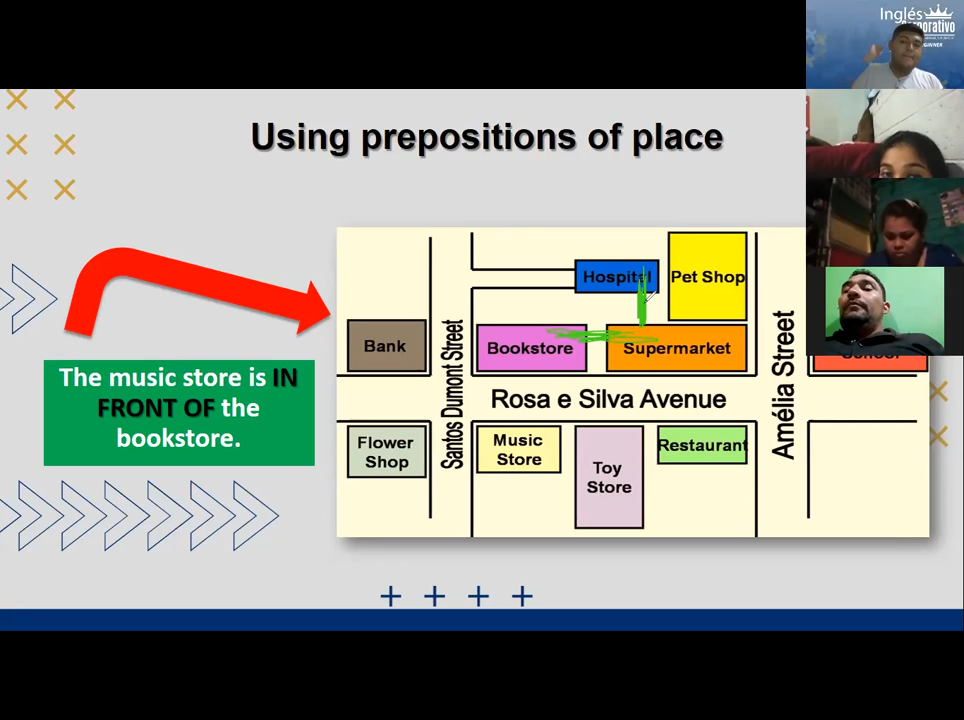 Inglés
Using prepositions of place
Hospital
Pet Shop
Bank
Bookstore
Supermarket
School
Santos Dumont Street
Amélia Street
Rosa e Silva Avenue
The music store is IN
FRONT OF the
bookstore.
Flower
Shop
Music
Store
Toy
Store
Restaurant